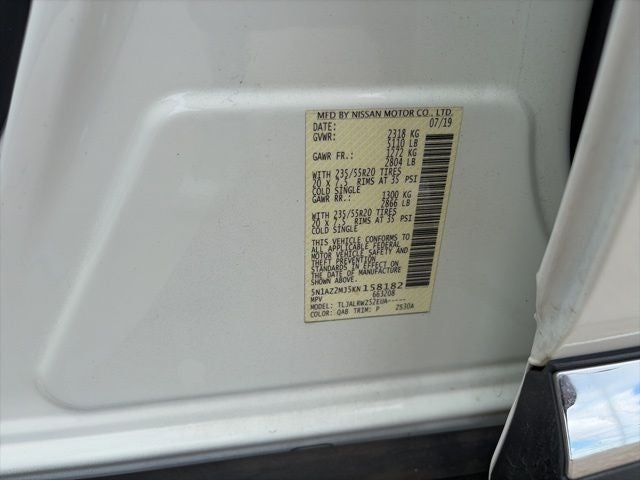 MFD BY NISSAN MOTOR CO., LTD.
DATE: 07/19
GVWR: 2318 KG
5110 LB
GAWR FR.: 1272 KG
2804 LB
WITH 235/55R20 TIRES
20 X 7.5 RIMS AT 35 PSI
COLD SINGLE
GAWR RR.: 1300 KG
2866 LB
WITH 235/55R20 TIRES
20 X 7.5 RIMS AT 35 PSI
COLD SINGLE
THIS VEHICLE CONFORMS TO
ALL APPLICABLE FEDERAL
MOTOR VEHICLE SAFETY AND
THEFT PREVENTION
STANDARDS IN EFFECT ON
THE DATE OF MANUFACTURE
SHOWN ABOVE
5N1AZ2MJ5KN158182
MPV 663208
MODEL: TLJALRWZ52EUA-----
COLOR: QAB TRIM: P 2S30A